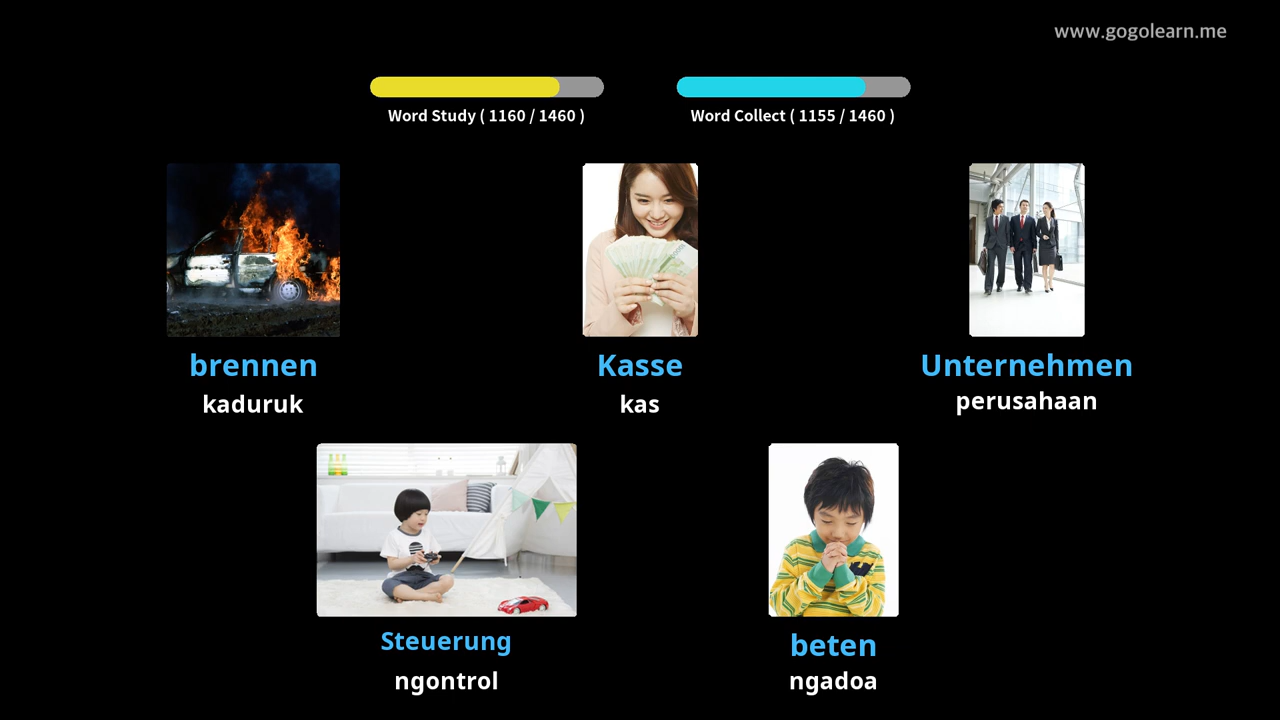 www.gogolearn.me
Word Study ( 1160 / 1460 )
Word Collect ( 1155 / 1460 )
brennen
kaduruk
Kasse
kas
Unternehmen
perusahaan
Steuerung
ngontrol
beten
ngadoa